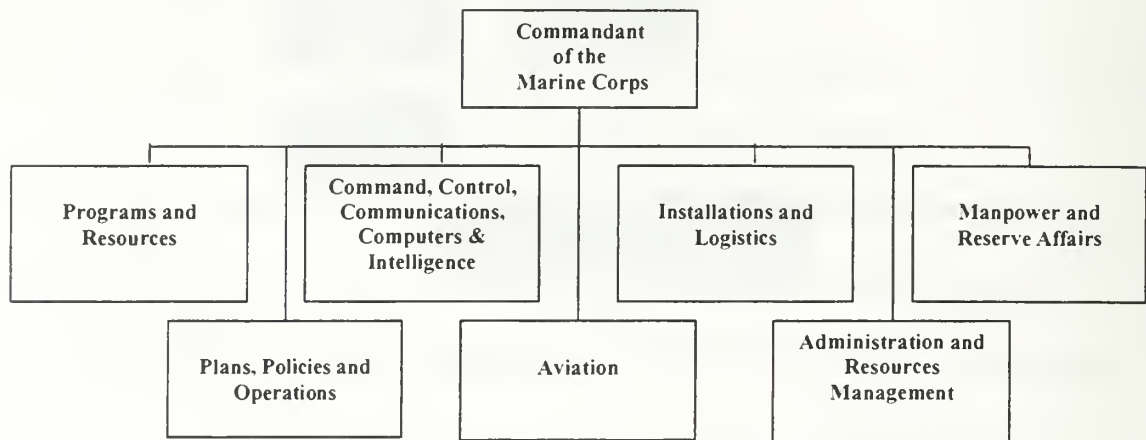 Commandant
of the
Marine Corps
Programs and
Resources
Command, Control,
Communications,
Computers &
Intelligence
Installations and
Logistics
Manpower and
Reserve Affairs
Plans, Policies and
Operations
Aviation
Administration and
Resources
Management